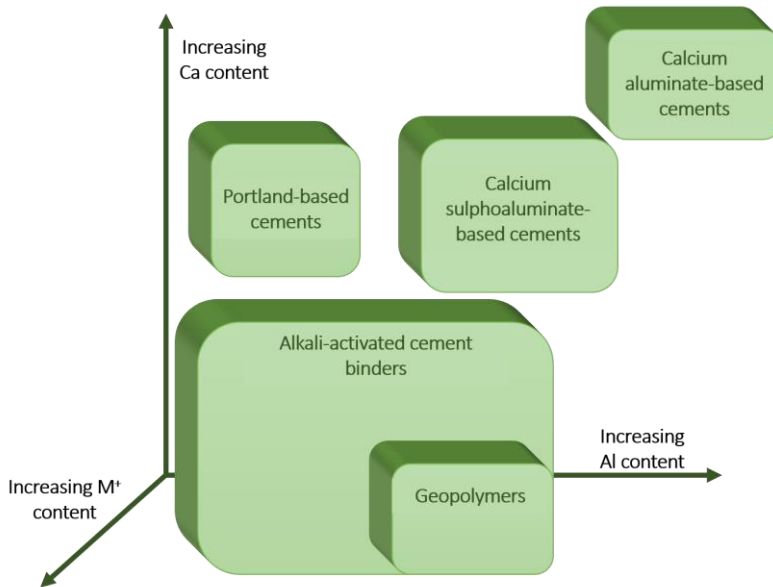 Increasing
Ca content
Calcium
aluminate-based
cements
Portland-based
cements
Calcium
sulphoaluminate-
based cements
Alkali-activated cement
binders
Increasing
Al content
Increasing M⁺
content
Geopolymers